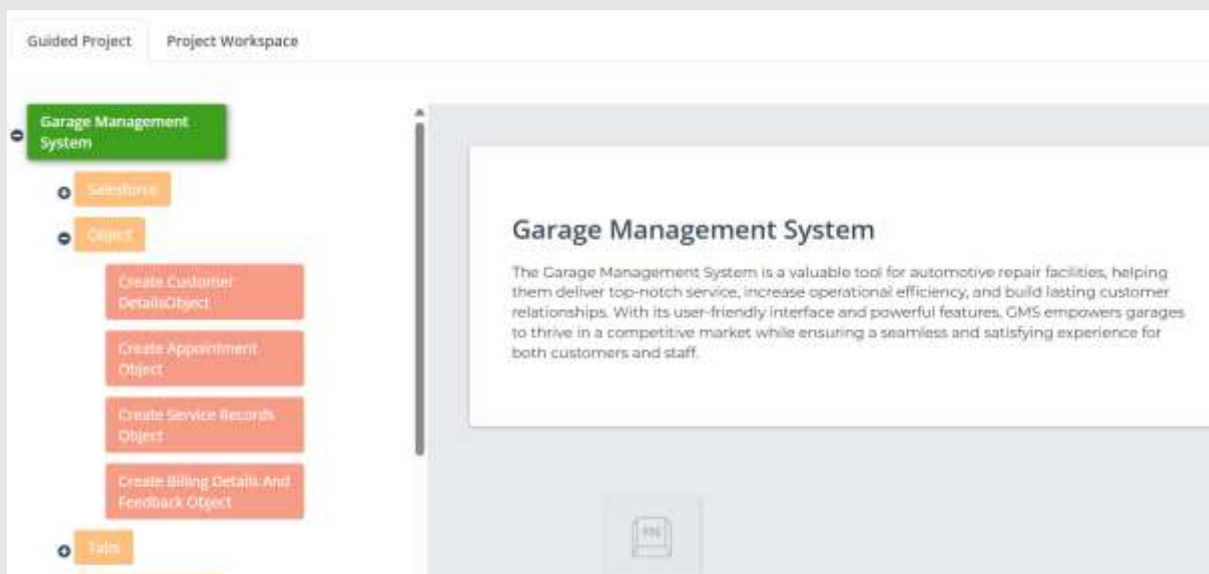 Guided Project
Project Workspace
Garage Management
System
Salesforce
Object
Create Customer
DetailsObject
Create Appointment
Object
Create Service Records
Object
Create Billing Details And
Feedback Object
Tabs
Garage Management System
The Garage Management System is a valuable tool for automotive repair facilities, helping
them deliver top-notch service, increase operational efficiency, and build lasting customer
relationships. With its user-friendly interface and powerful features, GMS empowers garages
to thrive in a competitive market while ensuring a seamless and satisfying experience for
both customers and staff.